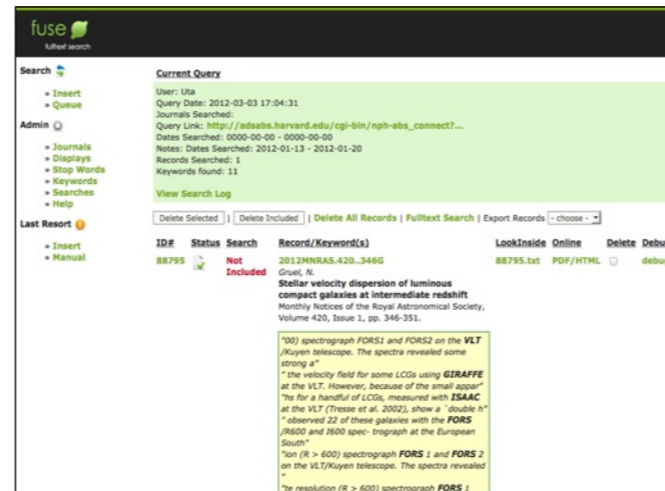 fuse
fulltext search
Search
» Insert
» Queue
Admin
» Journals
» Displays
» Stop Words
» Keywords
» Searches
» Help
Last Resort
» Insert
» Manual
Current Query
User: Uta
Query Date: 2012-03-03 17:04:31
Journals Searched:
Query Link: http://adsabs.harvard.edu/cgi-bin/nph-abs_connect?...
Dates Searched: 0000-00-00 - 0000-00-00
Notes: Dates Searched: 2012-01-13 - 2012-01-20
Records Searched: 1
Keywords found: 11
View Search Log
Delete Selected | Delete Included | Delete All Records | Fulltext Search | Export Records - choose -
ID# Status Search Record/Keyword(s) LookInside Online Delete Debu
88795 Not Included 2012MNRAS.420..346G 88795.txt PDF/HTML debu
Gruel, N.
Stellar velocity dispersion of luminous
compact galaxies at intermediate redshift
Monthly Notices of the Royal Astronomical Society,
Volume 420, Issue 1, pp. 346-351.
"00) spectrograph FORS1 and FORS2 on the VLT
/Kuyen telescope. The spectra revealed some
strong a"
" the velocity field for some LCGs using GIRAFFE
at the VLT. However, because of the small appar"
"hs for a handful of LCGs, measured with ISAAC
at the VLT (Tresse et al. 2002), show a `double h"
" observed 22 of these galaxies with the FORS
/R600 and I600 spec- trograph at the European
South"
"ion (R > 600) spectrograph FORS 1 and FORS 2
on the VLT/Kuyen telescope. The spectra revealed
"
"te resolution (R > 600) spectrograph FORS 1